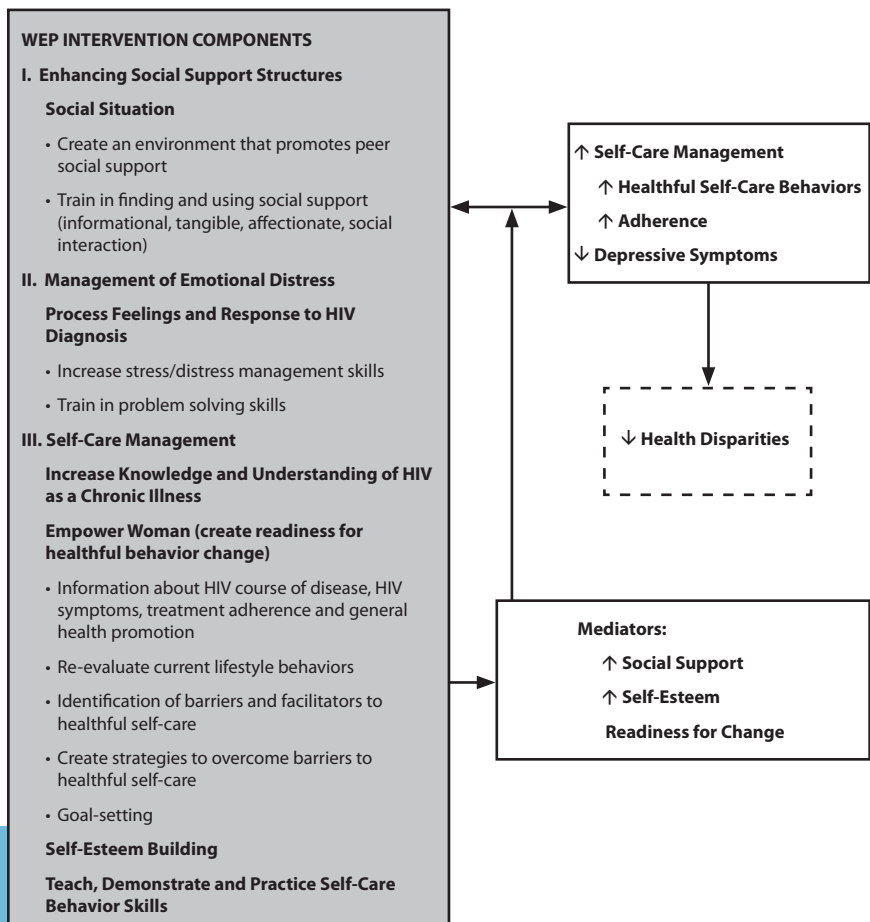 WEP INTERVENTION COMPONENTS
I. Enhancing Social Support Structures
Social Situation
• Create an environment that promotes peer
social support
• Train in finding and using social support
(informational, tangible, affectionate, social
interaction)
II. Management of Emotional Distress
Process Feelings and Response to HIV
Diagnosis
• Increase stress/distress management skills
• Train in problem solving skills
III. Self-Care Management
Increase Knowledge and Understanding of HIV
as a Chronic Illness
Empower Woman (create readiness for
healthful behavior change)
• Information about HIV course of disease, HIV
symptoms, treatment adherence and general
health promotion
• Re-evaluate current lifestyle behaviors
• Identification of barriers and facilitators to
healthful self-care
• Create strategies to overcome barriers to
healthful self-care
• Goal-setting
Self-Esteem Building
Teach, Demonstrate and Practice Self-Care
Behavior Skills
↑ Self-Care Management
↑ Healthful Self-Care Behaviors
↑ Adherence
↓ Depressive Symptoms
↓ Health Disparities
Mediators:
↑ Social Support
↑ Self-Esteem
Readiness for Change